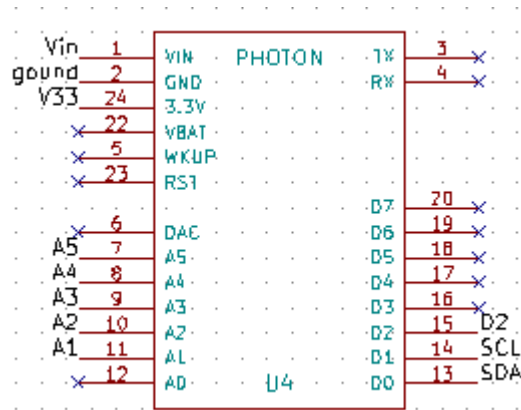 Vin 1 VIN PHOTON TX 3
gound 2 GND RX 4
V33 24 3.3V
22 VBAT
5 WKUP
23 RST
D7 20
6 DAC D6 19
A5 7 A5 D5 18
A4 8 A4 D4 17
A3 9 A3 D3 16
A2 10 A2 D2 15 D2
A1 11 A1 D1 14 SCL
12 A0 U4 D0 13 SDA